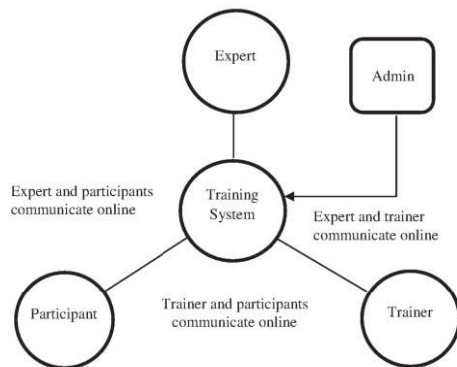 Expert
Admin
Expert and participants
communicate online
Training
System
Expert and trainer
communicate online
Participant
Trainer and participants
communicate online
Trainer